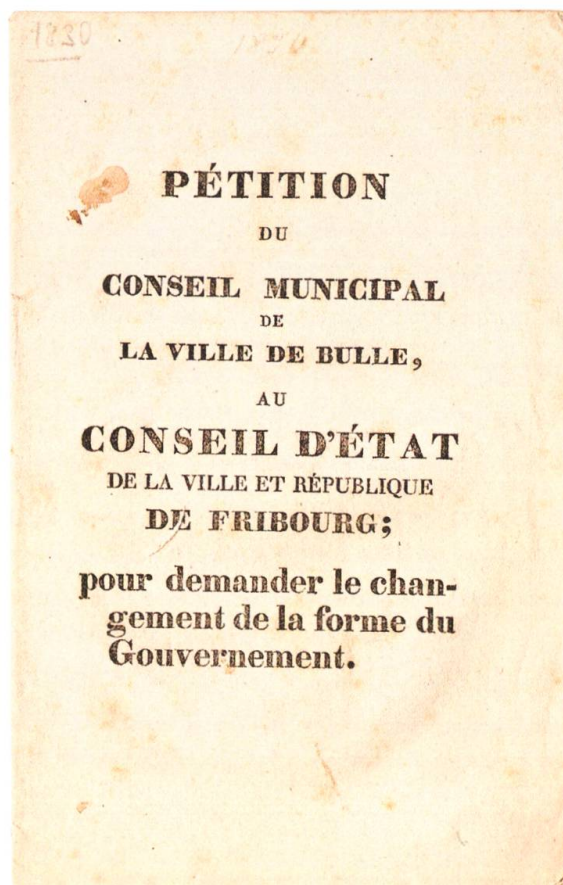 1830
1830
PÉTITION
DU
CONSEIL MUNICIPAL
DE
LA VILLE DE BULLE,
AU
CONSEIL D'ÉTAT
DE LA VILLE ET RÉPUBLIQUE
DE FRIBOURG;
pour demander le chan-
gement de la forme du
Gouvernement.